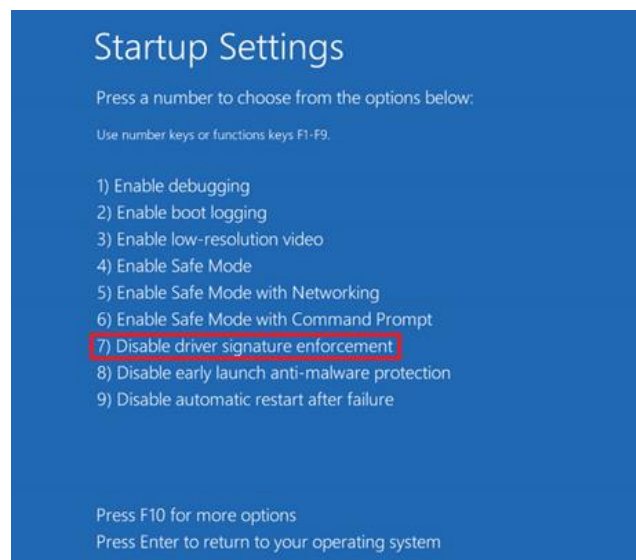 Startup Settings
Press a number to choose from the options below:
Use number keys or functions keys F1-F9.
1) Enable debugging
2) Enable boot logging
3) Enable low-resolution video
4) Enable Safe Mode
5) Enable Safe Mode with Networking
6) Enable Safe Mode with Command Prompt
7) Disable driver signature enforcement
8) Disable early launch anti-malware protection
9) Disable automatic restart after failure
Press F10 for more options
Press Enter to return to your operating system